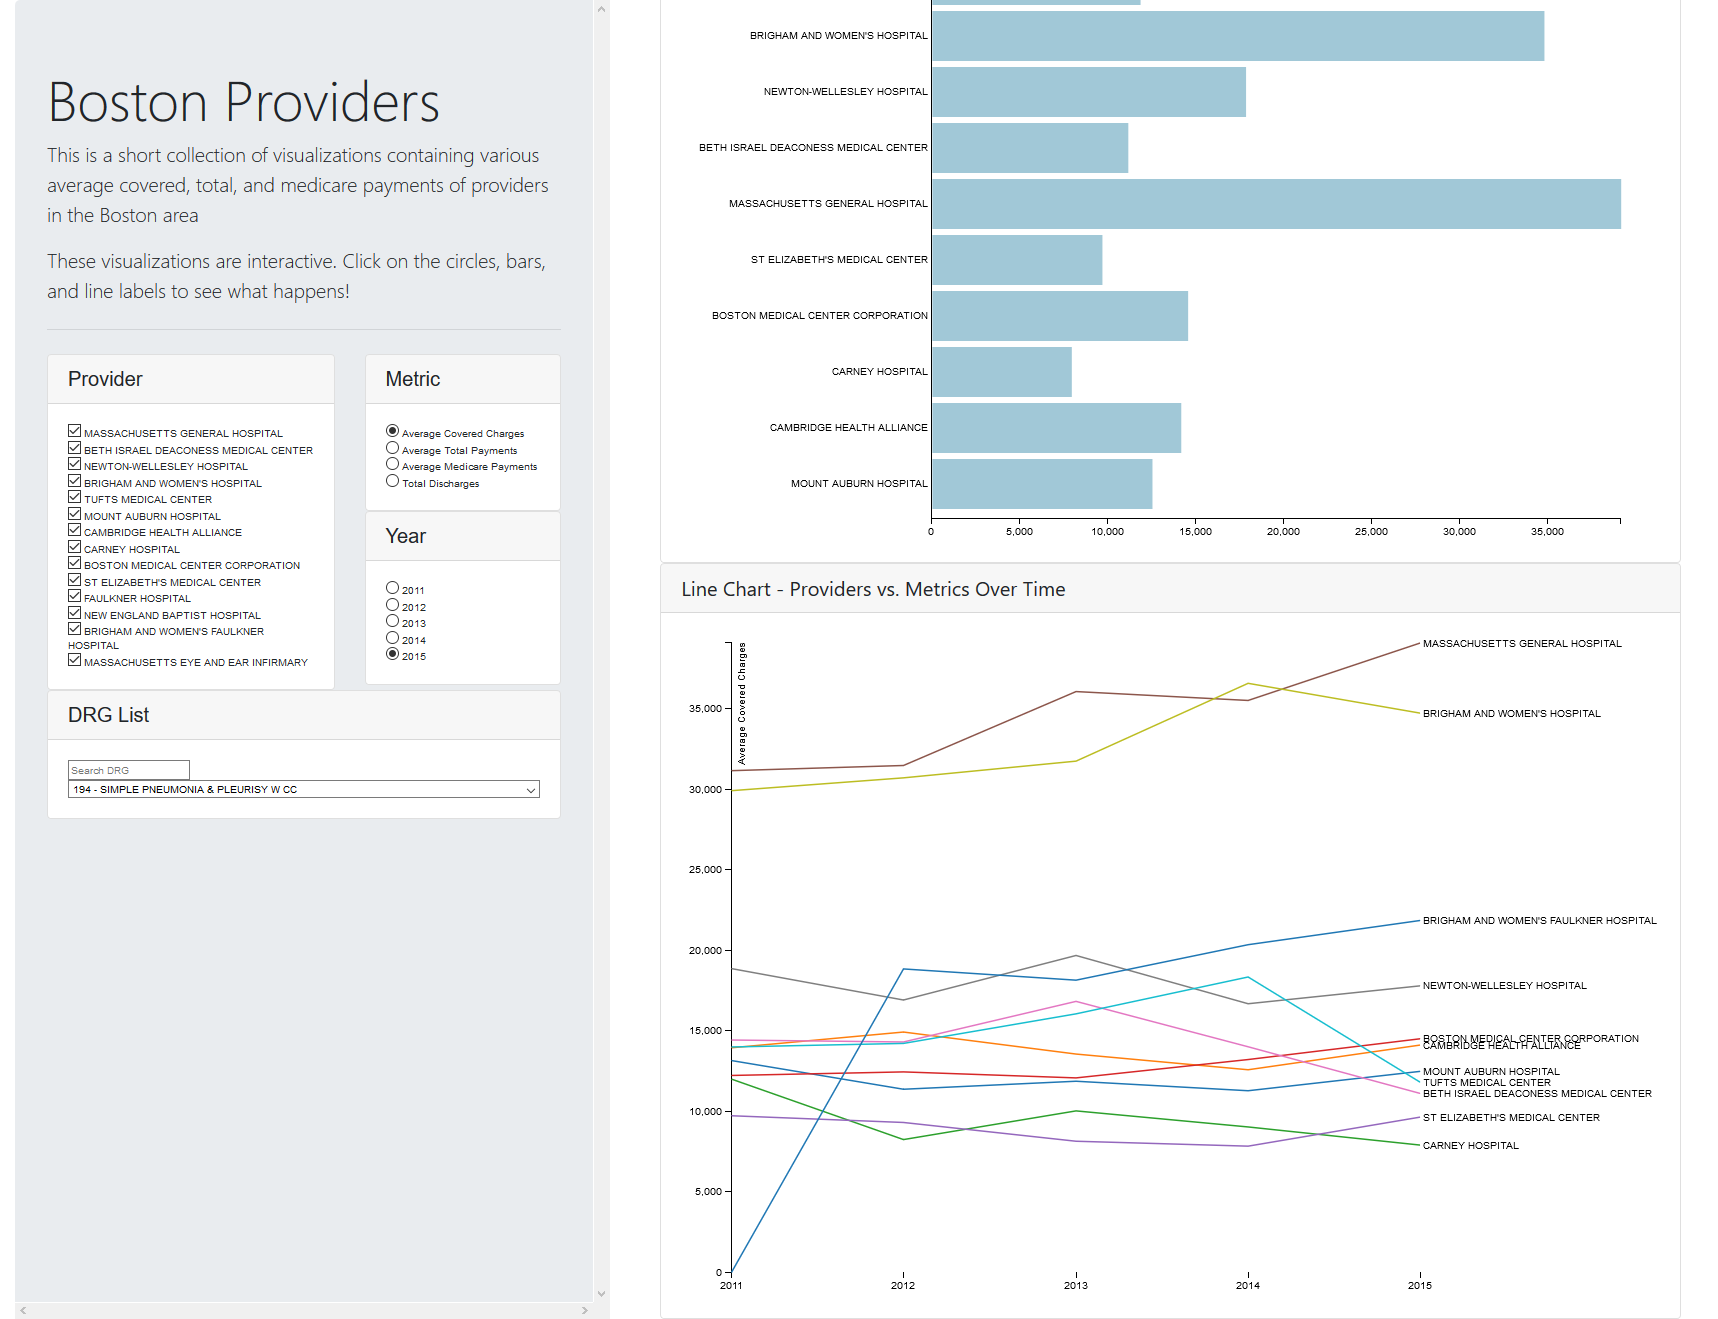 Boston Providers
This is a short collection of visualizations containing various
average covered, total, and medicare payments of providers
in the Boston area
These visualizations are interactive. Click on the circles, bars,
and line labels to see what happens!
Provider
MASSACHUSETTS GENERAL HOSPITAL
BETH ISRAEL DEACONESS MEDICAL CENTER
NEWTON-WELLESLEY HOSPITAL
BRIGHAM AND WOMEN'S HOSPITAL
TUFTS MEDICAL CENTER
MOUNT AUBURN HOSPITAL
CAMBRIDGE HEALTH ALLIANCE
CARNEY HOSPITAL
BOSTON MEDICAL CENTER CORPORATION
ST ELIZABETH'S MEDICAL CENTER
FAULKNER HOSPITAL
NEW ENGLAND BAPTIST HOSPITAL
BRIGHAM AND WOMEN'S FAULKNER
HOSPITAL
MASSACHUSETTS EYE AND EAR INFIRMARY
Metric
Average Covered Charges
Average Total Payments
Average Medicare Payments
Total Discharges
Year
2011
2012
2013
2014
2015
DRG List
Search DRG
194 - SIMPLE PNEUMONIA & PLEURISY W CC
BRIGHAM AND WOMEN'S HOSPITAL
NEWTON-WELLESLEY HOSPITAL
BETH ISRAEL DEACONESS MEDICAL CENTER
MASSACHUSETTS GENERAL HOSPITAL
ST ELIZABETH'S MEDICAL CENTER
BOSTON MEDICAL CENTER CORPORATION
CARNEY HOSPITAL
CAMBRIDGE HEALTH ALLIANCE
MOUNT AUBURN HOSPITAL
0 5,000 10,000 15,000 20,000 25,000 30,000 35,000
Line Chart - Providers vs. Metrics Over Time
Average Covered Charges
35,000
30,000
25,000
20,000
15,000
10,000
5,000
0
MASSACHUSETTS GENERAL HOSPITAL
BRIGHAM AND WOMEN'S HOSPITAL
BRIGHAM AND WOMEN'S FAULKNER HOSPITAL
NEWTON-WELLESLEY HOSPITAL
BOSTON MEDICAL CENTER CORPORATION
CAMBRIDGE HEALTH ALLIANCE
MOUNT AUBURN HOSPITAL
TUFTS MEDICAL CENTER
BETH ISRAEL DEACONESS MEDICAL CENTER
ST ELIZABETH'S MEDICAL CENTER
CARNEY HOSPITAL
2011 2012 2013 2014 2015